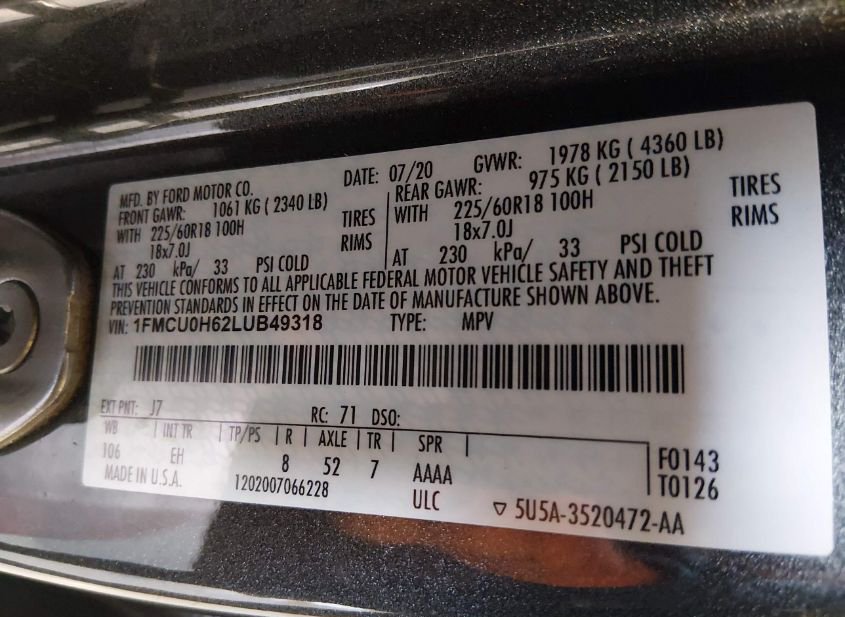 MFD. BY FORD MOTOR CO. DATE: 07/20 GVWR: 1978 KG ( 4360 LB)
FRONT GAWR: 1061 KG ( 2340 LB) REAR GAWR: 975 KG ( 2150 LB)
WITH 225/60R18 100H TIRES WITH 225/60R18 100H TIRES
18x7.0J RIMS 18x7.0J RIMS
AT 230 kPa/ 33 PSI COLD AT 230 kPa/ 33 PSI COLD
THIS VEHICLE CONFORMS TO ALL APPLICABLE FEDERAL MOTOR VEHICLE SAFETY AND THEFT
PREVENTION STANDARDS IN EFFECT ON THE DATE OF MANUFACTURE SHOWN ABOVE.
VIN: 1FMCU0H62LUB49318 TYPE: MPV
EXT PNT: J7 RC: 71 DSO:
WB | INT TR | TP/PS | R | AXLE | TR | SPR |
106 EH 8 52 7 AAAA
MADE IN U.S.A. 1202007066228 ULC
F0143
T0126
▽ 5U5A-3520472-AA